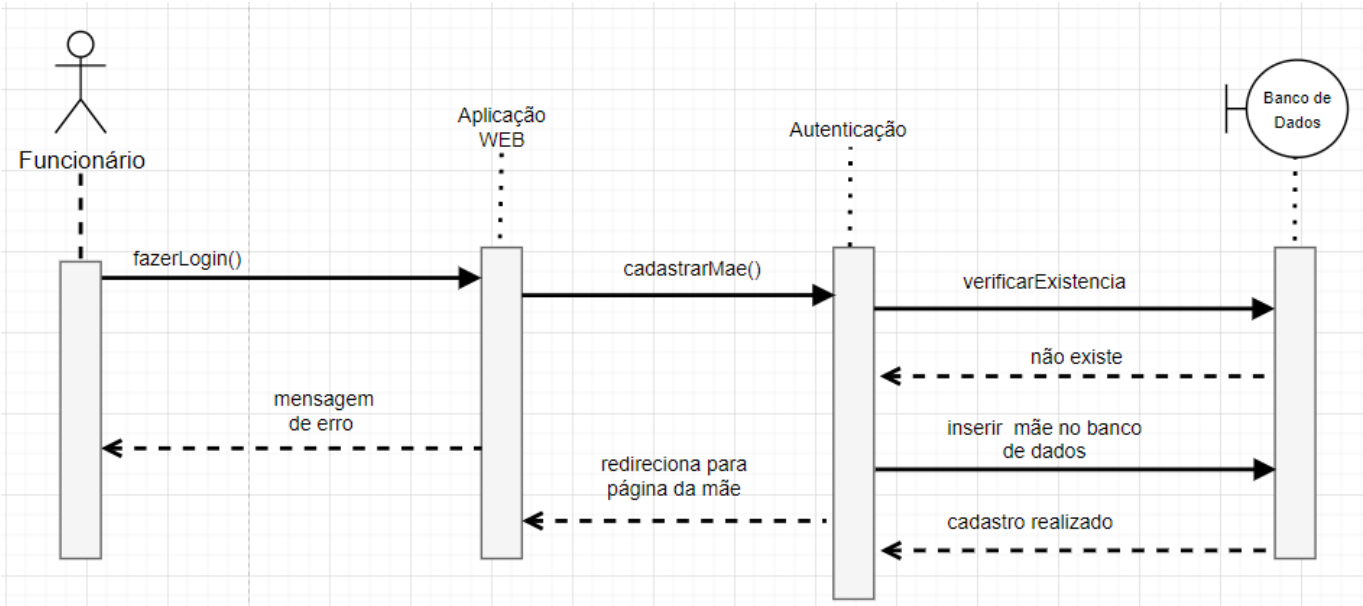 Banco de
Dados
Aplicação
WEB
Autenticação
Funcionário
fazerLogin()
cadastrarMae()
verificarExistencia
não existe
mensagem
de erro
inserir mãe no banco
de dados
redireciona para
página da mãe
cadastro realizado